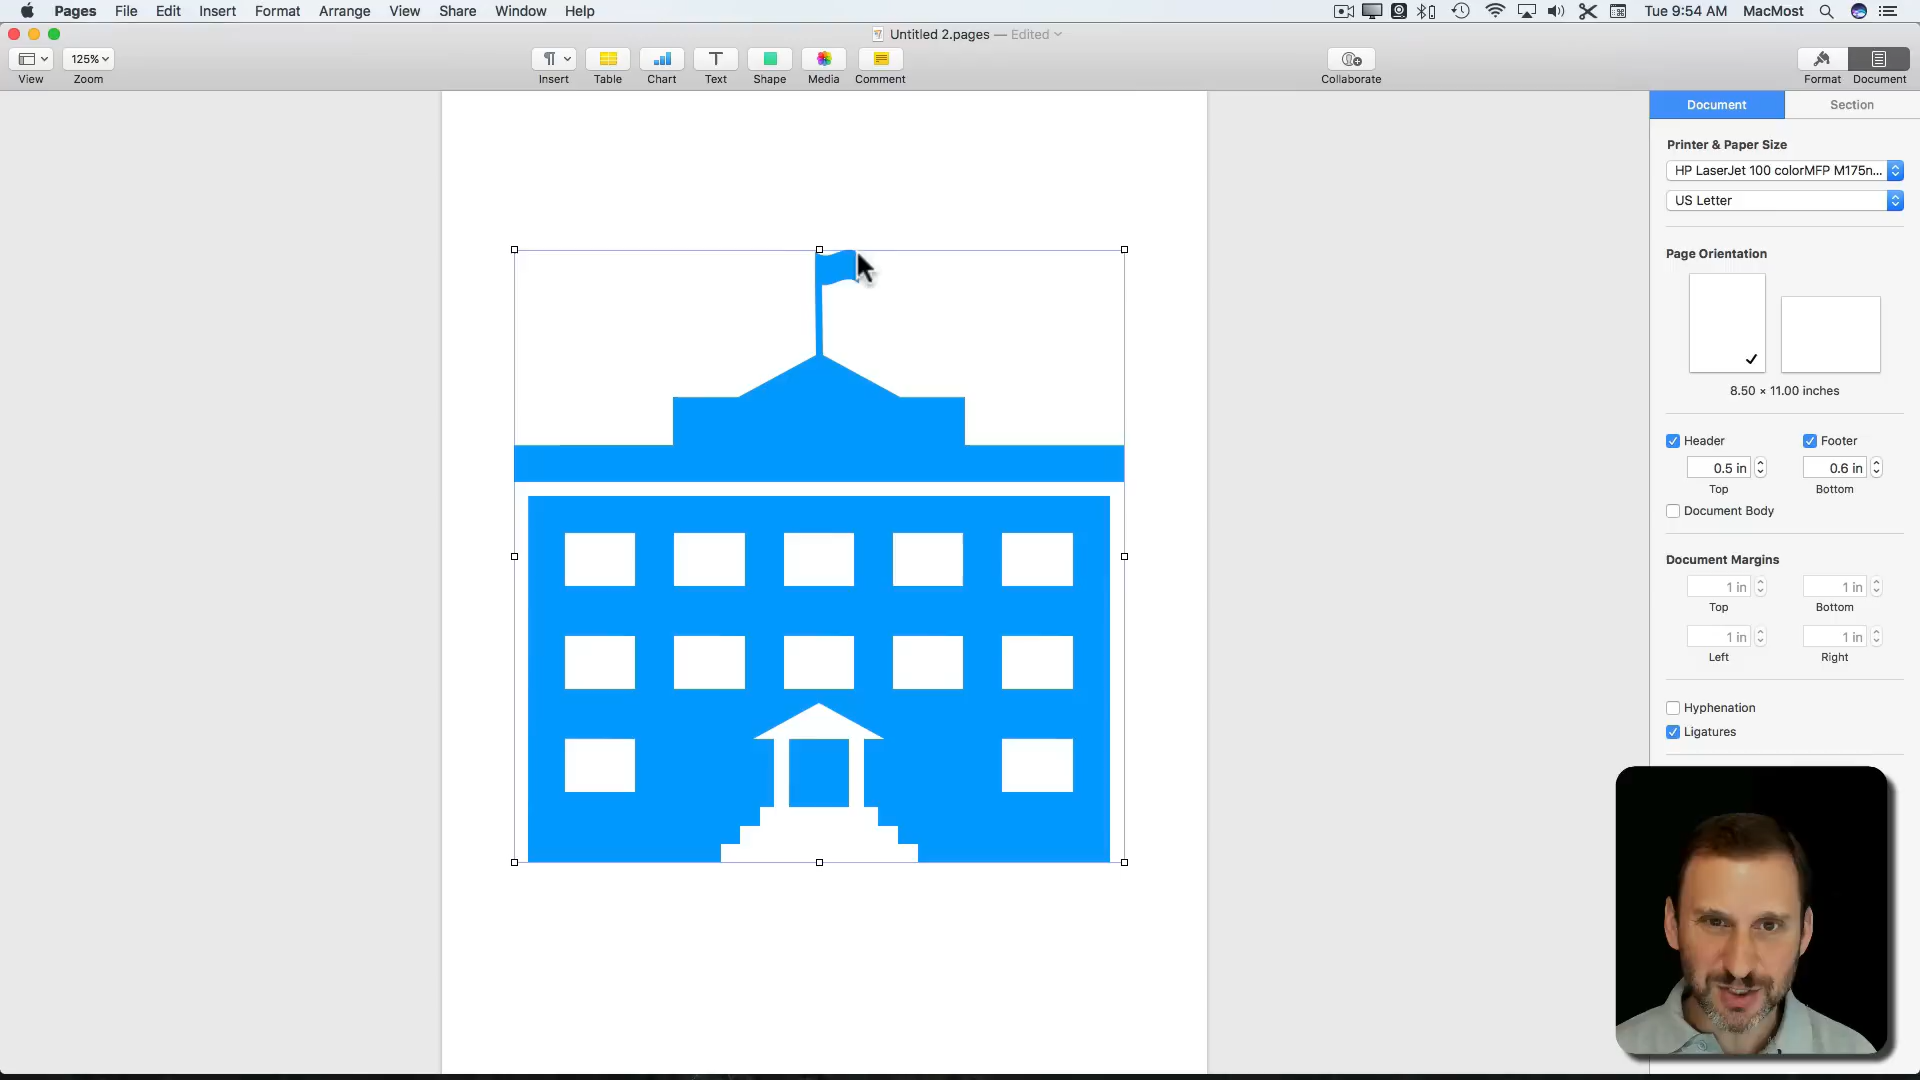 Pages File Edit Insert Format Arrange View Share Window Help Tue 9:54 AM MacMost
Untitled 2.pages — Edited
125%
View Zoom Insert Table Chart Text Shape Media Comment Collaborate Format Document
Document Section
Printer & Paper Size
HP LaserJet 100 colorMFP M175n...
US Letter
Page Orientation
8.50 × 11.00 inches
Header Footer
0.5 in 0.6 in
Top Bottom
Document Body
Document Margins
1 in 1 in
Top Bottom
1 in 1 in
Left Right
Hyphenation
Ligatures